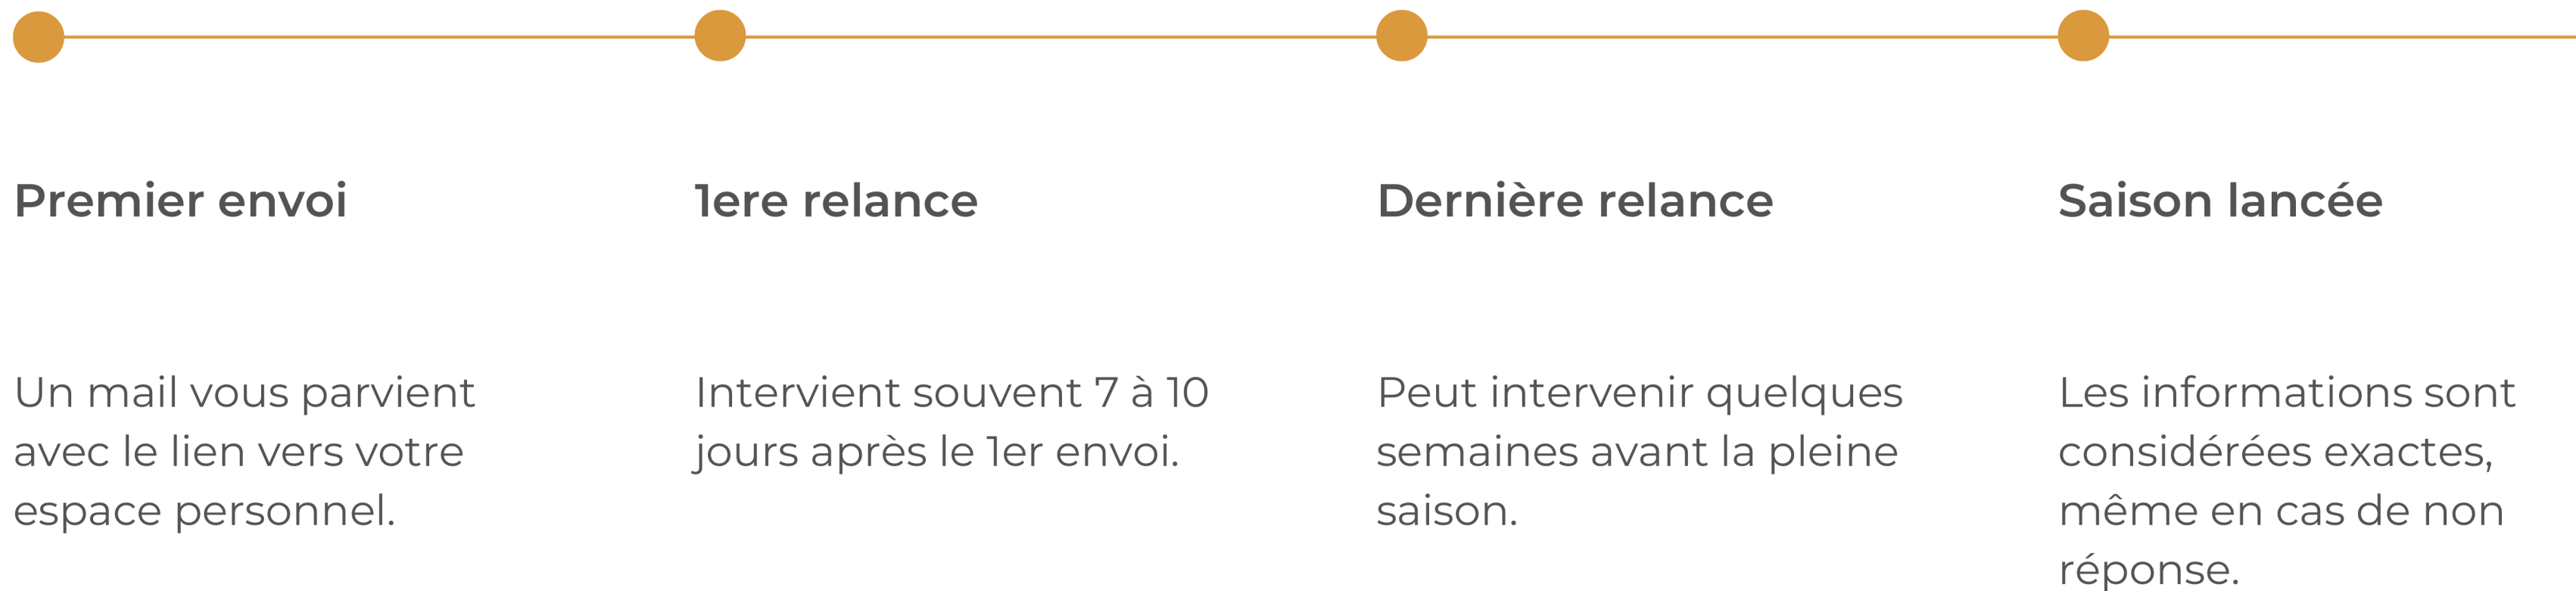 Premier envoi
Un mail vous parvient
avec le lien vers votre
espace personnel.
1ere relance
Intervient souvent 7 à 10
jours après le 1er envoi.
Dernière relance
Peut intervenir quelques
semaines avant la pleine
saison.
Saison lancée
Les informations sont
considérées exactes,
même en cas de non
réponse.